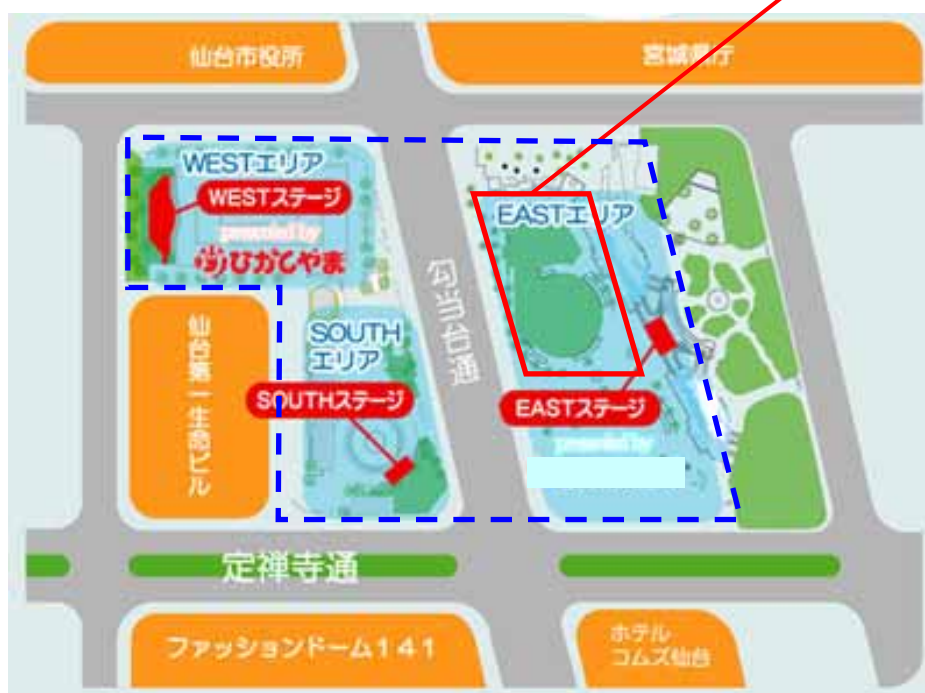 仙台市役所
宮城県庁
WESTエリア
WESTステージ
presented by
ひがしやま
EASTエリア
勾当台通
SOUTH
エリア
仙台第一生命ビル
SOUTHステージ
EASTステージ
presented by
定禅寺通
ファッションドーム141
ホテル
コムズ仙台